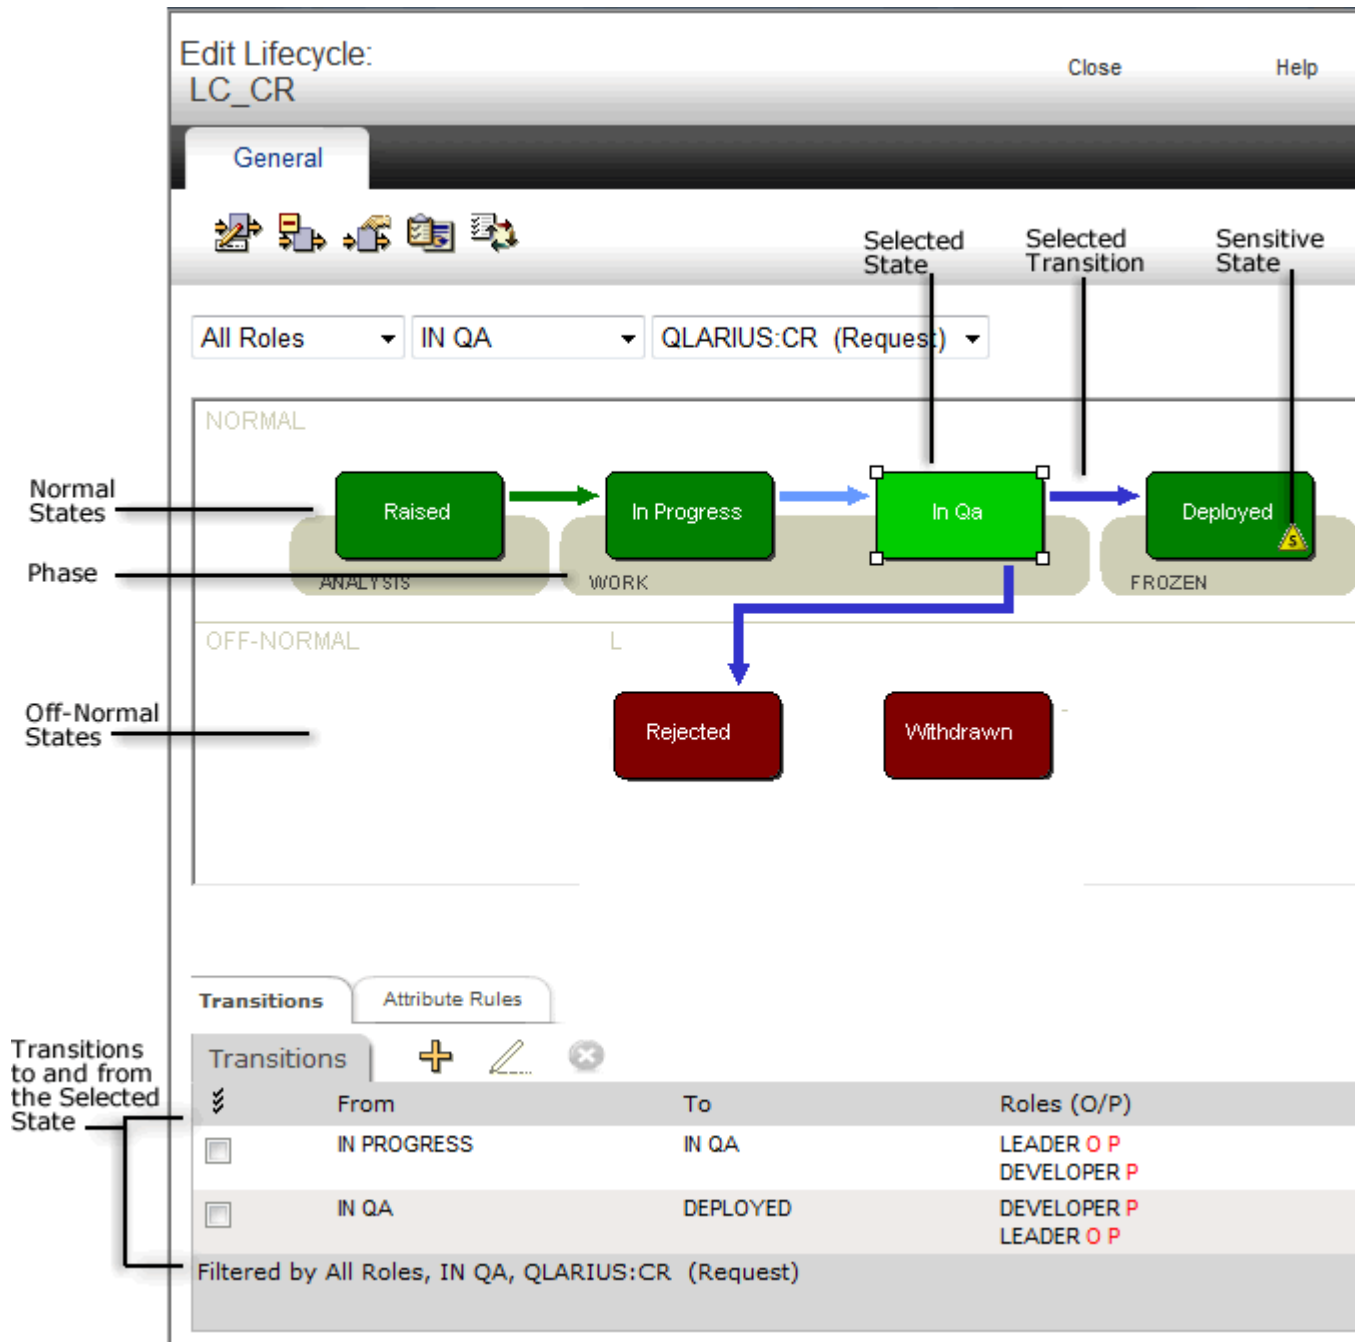 Edit Lifecycle:
LC_CR
Close
Help
General
Selected
State
Selected
Transition
Sensitive
State
All Roles
IN QA
QLARIUS:CR (Request)
NORMAL
Normal
States
Raised
In Progress
In Qa
Deployed
S
Phase
ANALYSIS
WORK
FROZEN
OFF-NORMAL
L
Off-Normal
States
Rejected
Withdrawn
Transitions
Attribute Rules
Transitions
to and from
the Selected
State
Transitions
From
To
Roles (O/P)
IN PROGRESS
IN QA
LEADER O P
DEVELOPER P
IN QA
DEPLOYED
DEVELOPER P
LEADER O P
Filtered by All Roles, IN QA, QLARIUS:CR (Request)